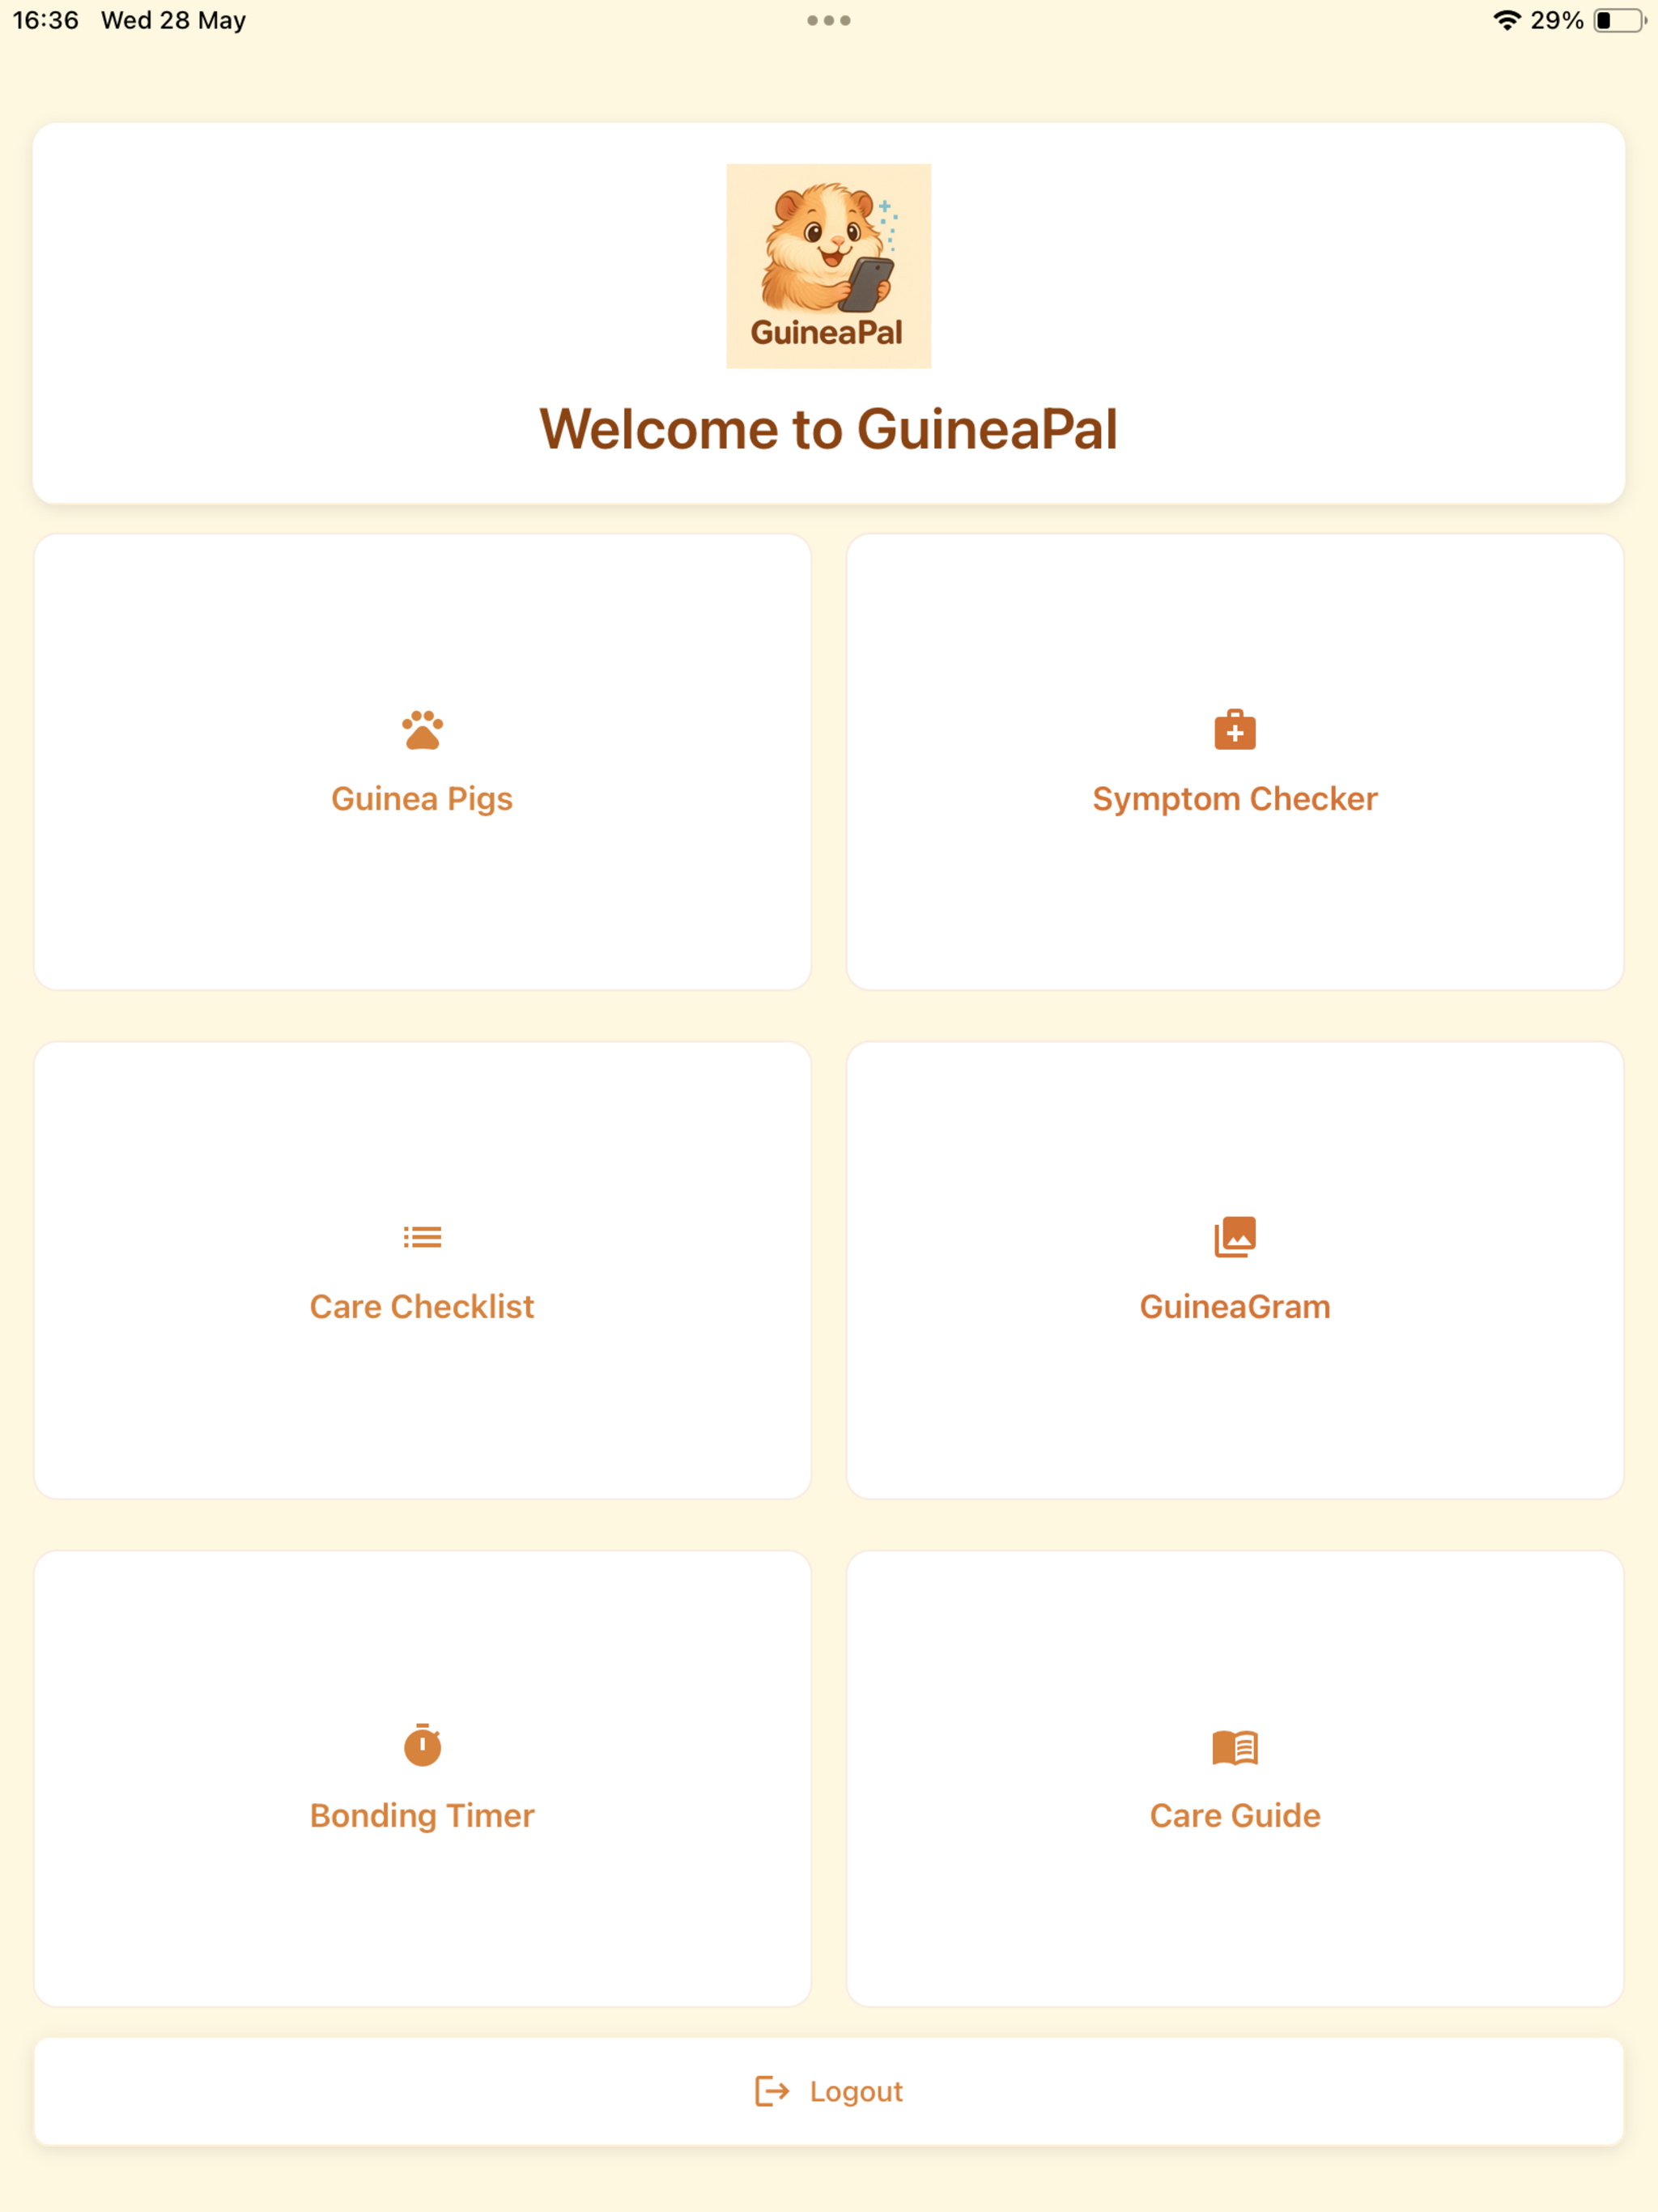 16:36 Wed 28 May
29%
GuineaPal
Welcome to GuineaPal
Guinea Pigs
Symptom Checker
Care Checklist
GuineaGram
Bonding Timer
Care Guide
Logout